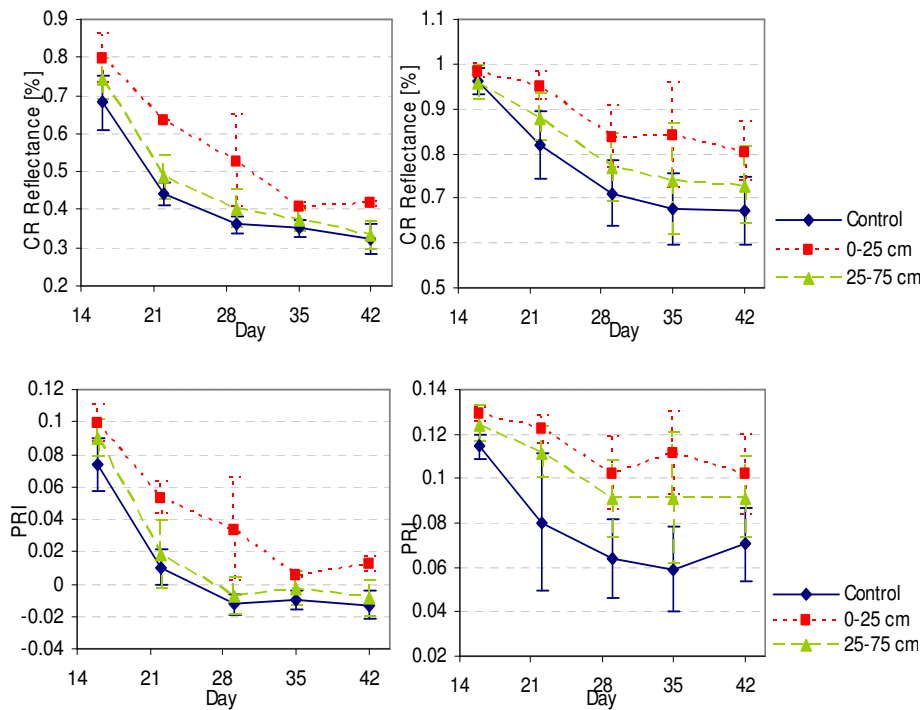 CR Reflectance [%]
0.9
0.8
0.7
0.6
0.5
0.4
0.3
0.2
14 21 28 35 42
Day
CR Reflectance [%]
1.1
1
0.9
0.8
0.7
0.6
0.5
14 21 28 35 42
Day
Control
0-25 cm
25-75 cm
PRI
0.12
0.1
0.08
0.06
0.04
0.02
0
-0.02
-0.04
14 21 28 35 42
Day
PRI
0.14
0.12
0.1
0.08
0.06
0.04
0.02
14 21 28 35 42
Day
Control
0-25 cm
25-75 cm